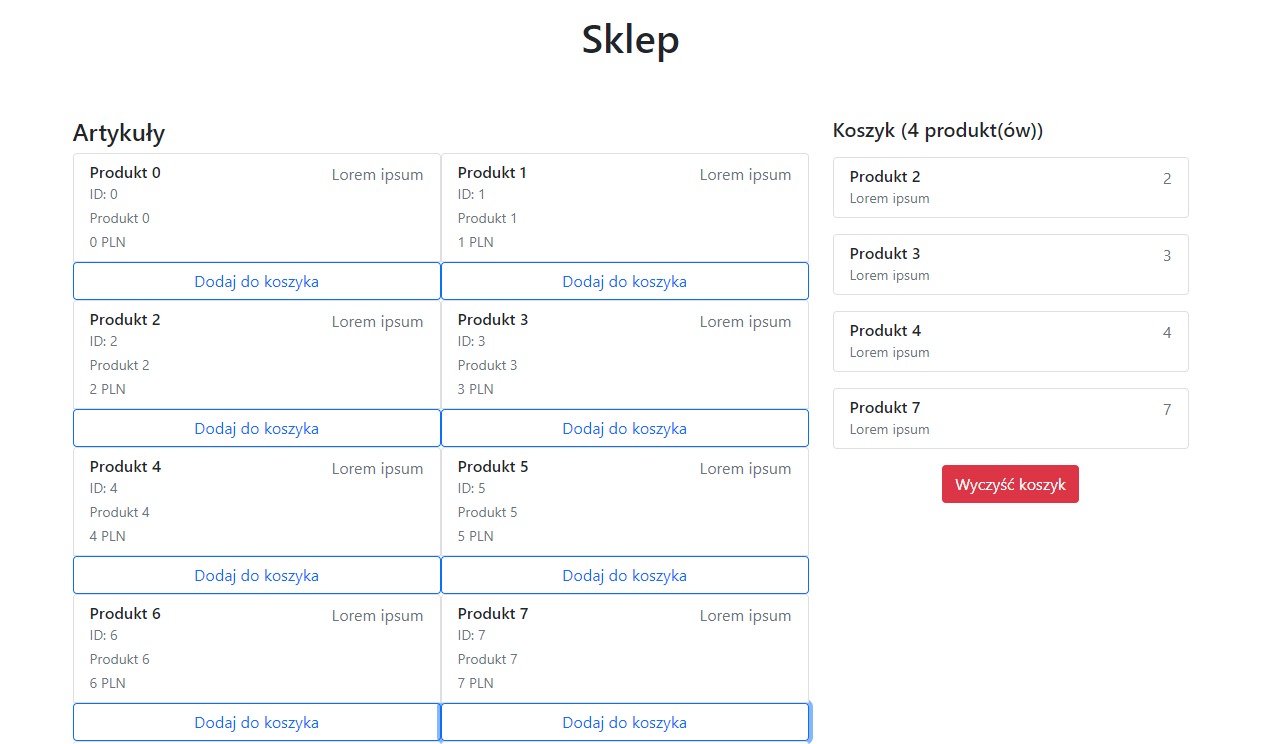 Sklep
Artykuły
Produkt 0
Lorem ipsum
ID: 0
Produkt 0
0 PLN
Dodaj do koszyka
Produkt 1
Lorem ipsum
ID: 1
Produkt 1
1 PLN
Dodaj do koszyka
Produkt 2
Lorem ipsum
ID: 2
Produkt 2
2 PLN
Dodaj do koszyka
Produkt 3
Lorem ipsum
ID: 3
Produkt 3
3 PLN
Dodaj do koszyka
Produkt 4
Lorem ipsum
ID: 4
Produkt 4
4 PLN
Dodaj do koszyka
Produkt 5
Lorem ipsum
ID: 5
Produkt 5
5 PLN
Dodaj do koszyka
Produkt 6
Lorem ipsum
ID: 6
Produkt 6
6 PLN
Dodaj do koszyka
Produkt 7
Lorem ipsum
ID: 7
Produkt 7
7 PLN
Dodaj do koszyka
Koszyk (4 produkt(ów))
Produkt 2
2
Lorem ipsum
Produkt 3
3
Lorem ipsum
Produkt 4
4
Lorem ipsum
Produkt 7
7
Lorem ipsum
Wyczyść koszyk